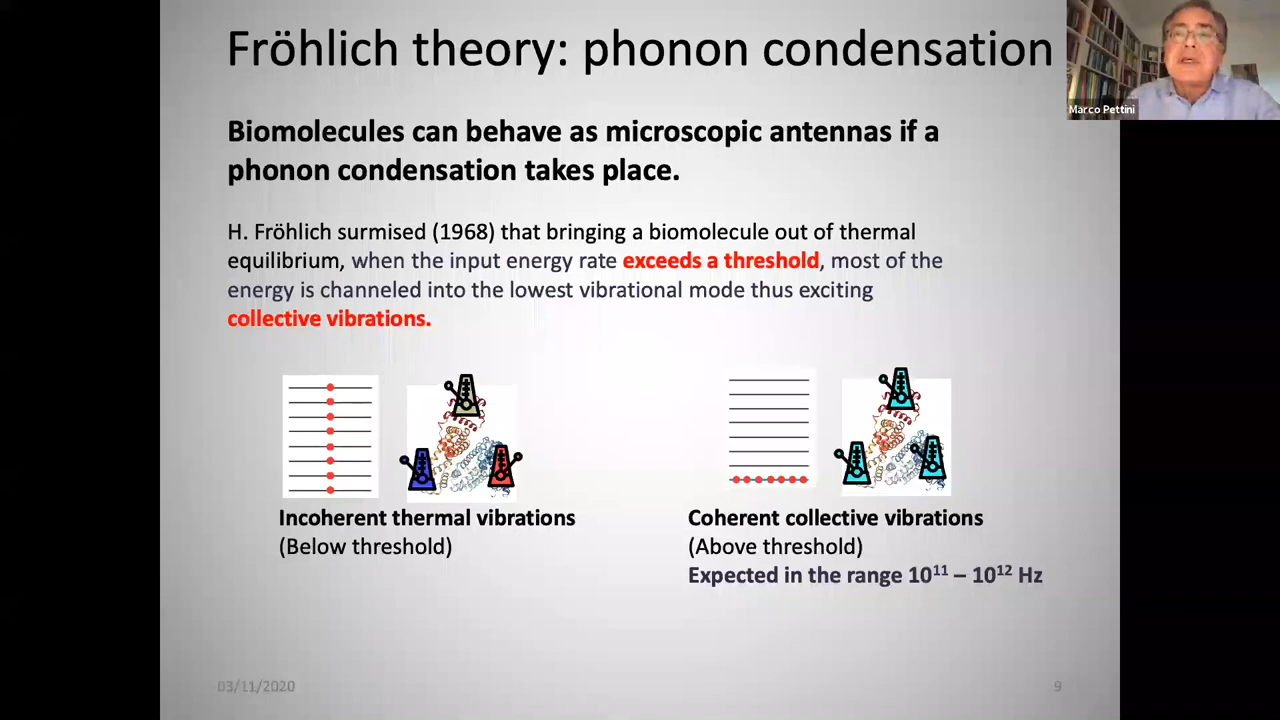 Fröhlich theory: phonon condensation
Marco Pettini
Biomolecules can behave as microscopic antennas if a
phonon condensation takes place.
H. Fröhlich surmised (1968) that bringing a biomolecule out of thermal
equilibrium, when the input energy rate exceeds a threshold, most of the
energy is channeled into the lowest vibrational mode thus exciting
collective vibrations.
Incoherent thermal vibrations
(Below threshold)
Coherent collective vibrations
(Above threshold)
Expected in the range 10¹¹ – 10¹² Hz
03/11/2020
9